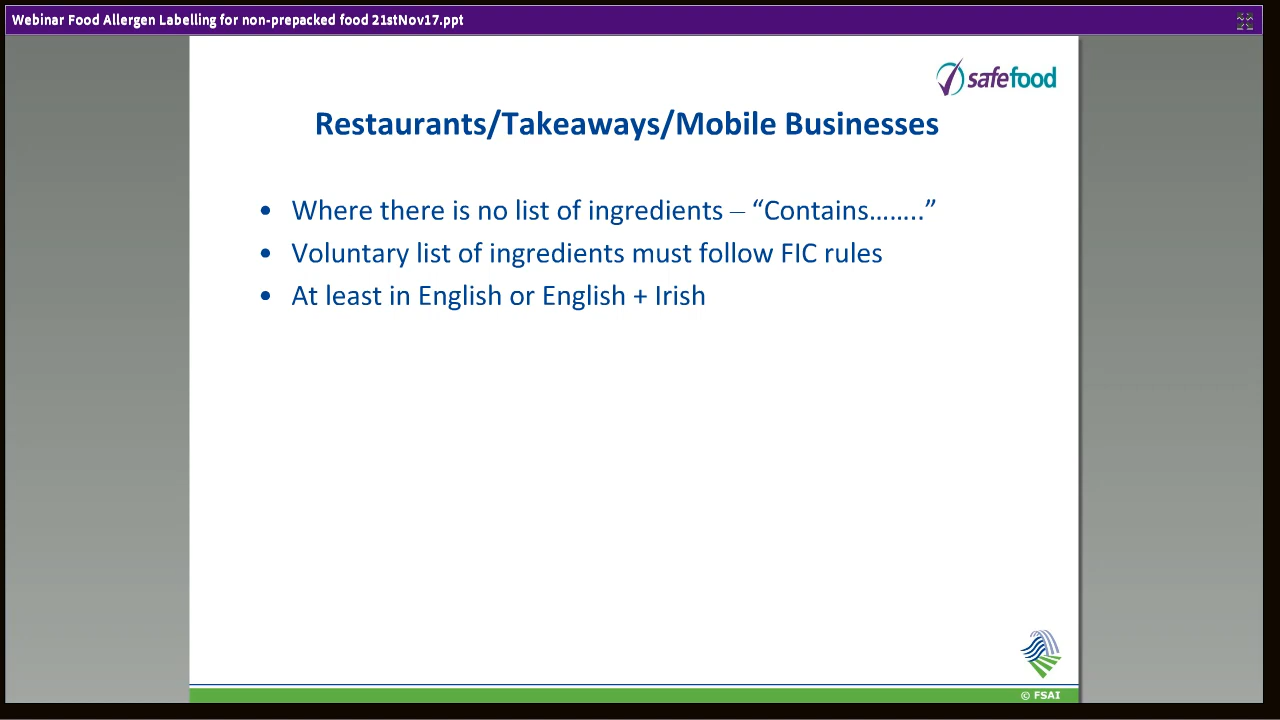 Webinar Food Allergen Labelling for non-prepacked food 21stNov17.ppt
safefood
Restaurants/Takeaways/Mobile Businesses
• Where there is no list of ingredients – “Contains……..”
• Voluntary list of ingredients must follow FIC rules
• At least in English or English + Irish
© FSAI